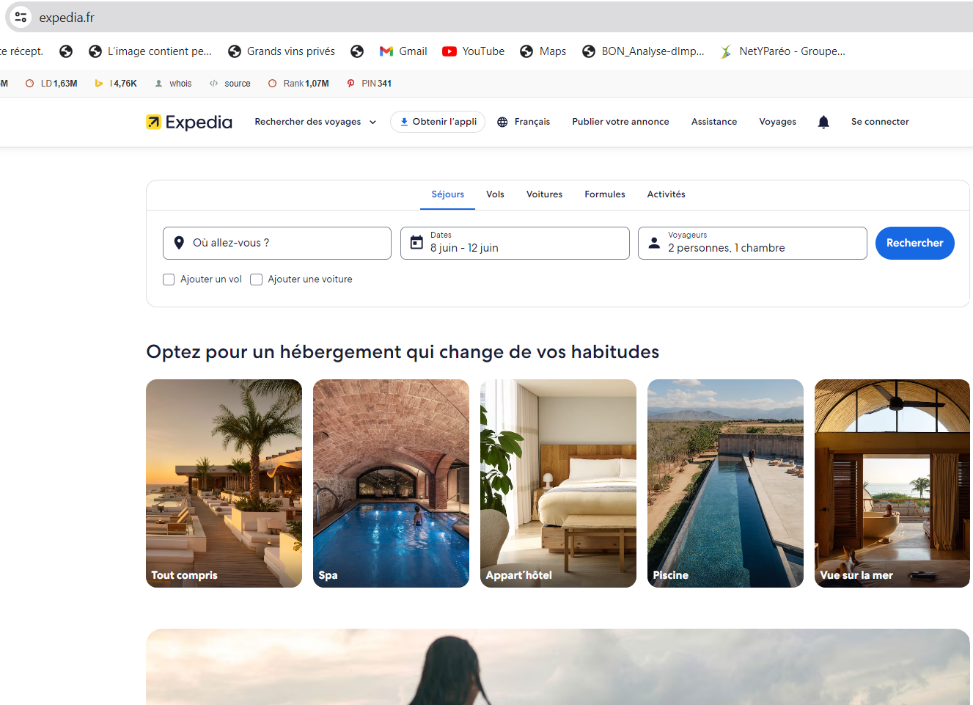 expedia.fr
récept. L'image contient pe... Grands vins privés Gmail YouTube Maps BON_Analyse-dImp... NetYParéo - Groupe...
LD 1,63M I 4,76K whois source Rank 1,07M PIN 341
Expedia Rechercher des voyages Obtenir l'appli Français Publier votre annonce Assistance Voyages Se connecter
Séjours Vols Voitures Formules Activités
Où allez-vous ?
Dates
8 juin - 12 juin
Voyageurs
2 personnes, 1 chambre
Rechercher
Ajouter un vol Ajouter une voiture
Optez pour un hébergement qui change de vos habitudes
Tout compris
Spa
Appart'hôtel
Piscine
Vue sur la mer